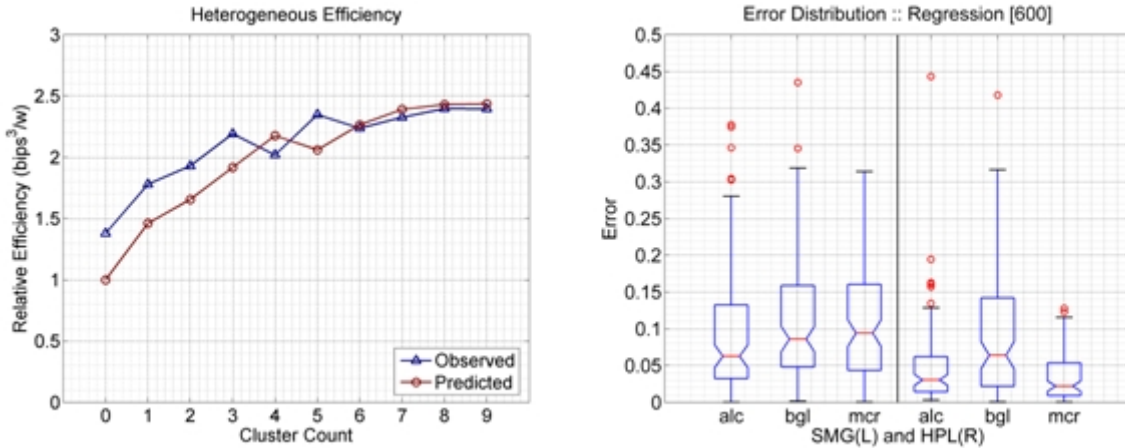 Heterogeneous Efficiency
3
2.5
2
1.5
1
0.5
0
Relative Efficiency (bips³/w)
Observed
Predicted
0 1 2 3 4 5 6 7 8 9
Cluster Count
Error Distribution :: Regression [600]
0.5
0.45
0.4
0.35
0.3
0.25
0.2
0.15
0.1
0.05
0
Error
alc bgl mcr alc bgl mcr
SMG(L) and HPL(R)